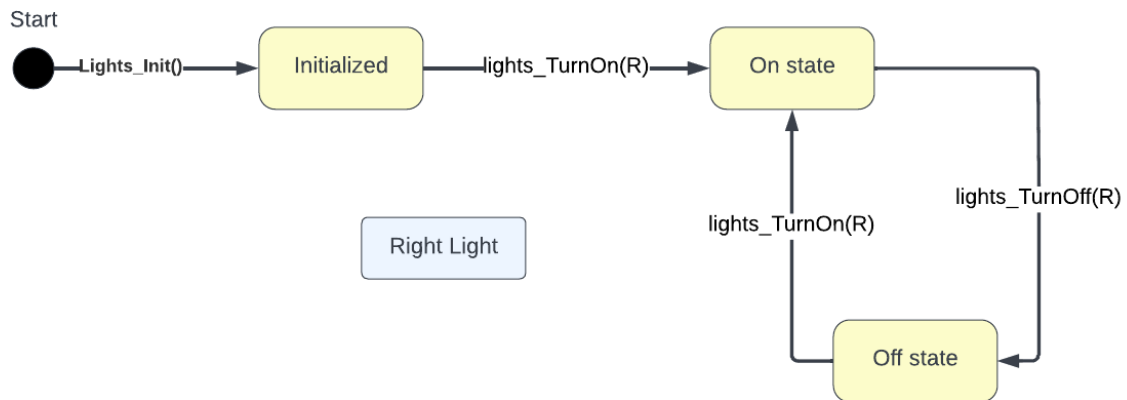 Start
Lights_Init()
Initialized
lights_TurnOn(R)
On state
lights_TurnOff(R)
lights_TurnOn(R)
Right Light
Off state